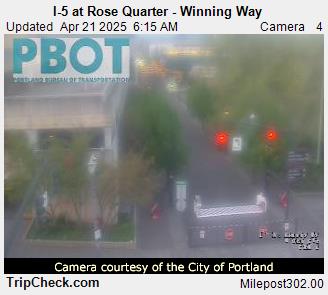 I-5 at Rose Quarter - Winning Way
Updated Apr 21 2025 6:15 AM Camera 4
PBOT
PORTLAND BUREAU OF TRANSPORTATION
Camera courtesy of the City of Portland
TripCheck.com Milepost302.00